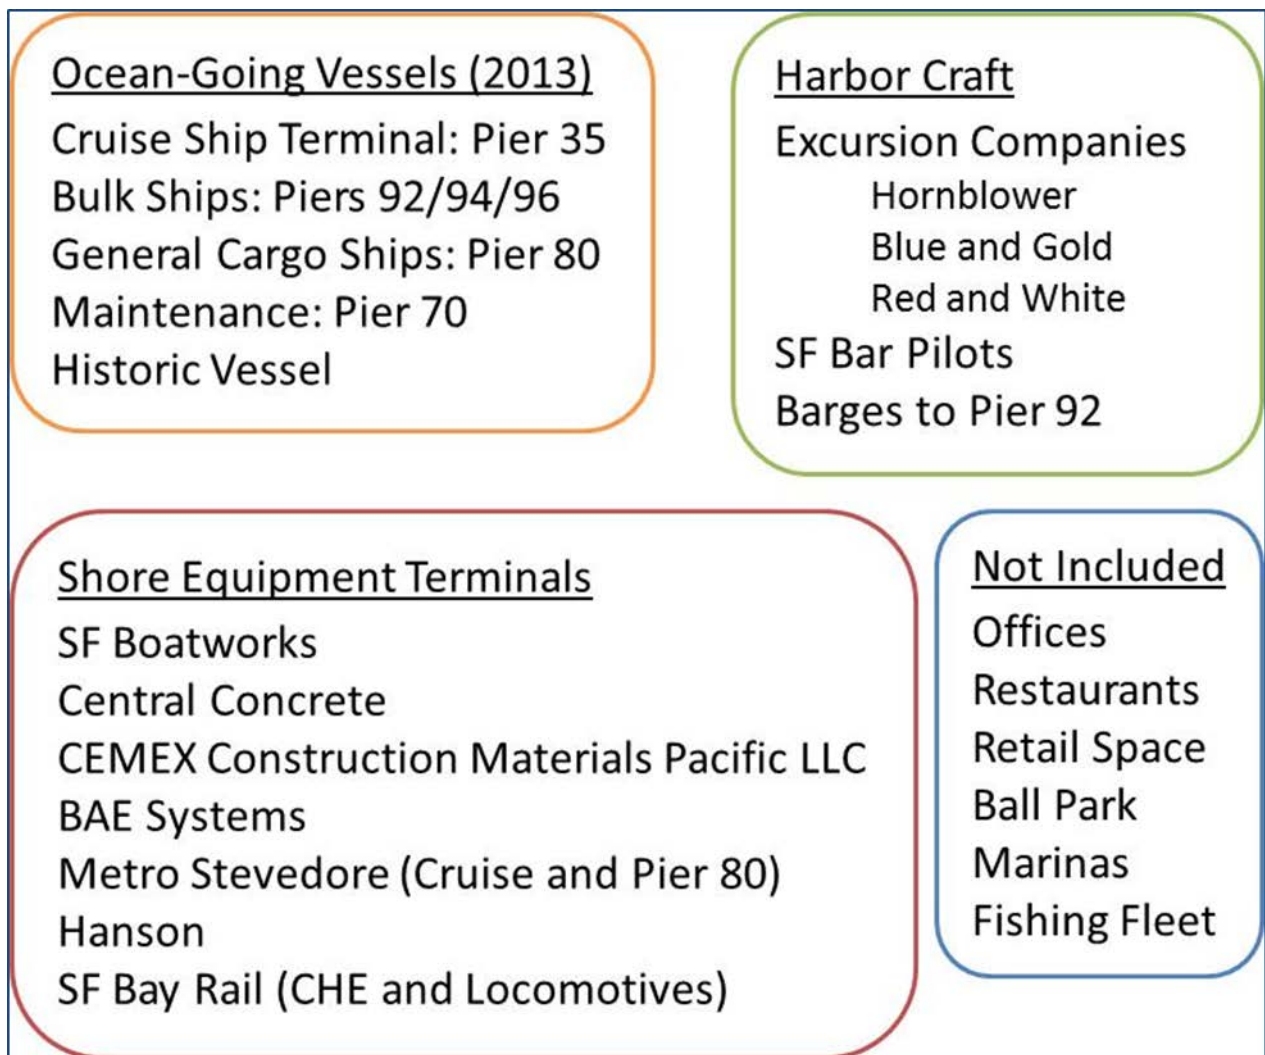 Ocean-Going Vessels (2013)
Cruise Ship Terminal: Pier 35
Bulk Ships: Piers 92/94/96
General Cargo Ships: Pier 80
Maintenance: Pier 70
Historic Vessel
Harbor Craft
Excursion Companies
Hornblower
Blue and Gold
Red and White
SF Bar Pilots
Barges to Pier 92
Shore Equipment Terminals
SF Boatworks
Central Concrete
CEMEX Construction Materials Pacific LLC
BAE Systems
Metro Stevedore (Cruise and Pier 80)
Hanson
SF Bay Rail (CHE and Locomotives)
Not Included
Offices
Restaurants
Retail Space
Ball Park
Marinas
Fishing Fleet